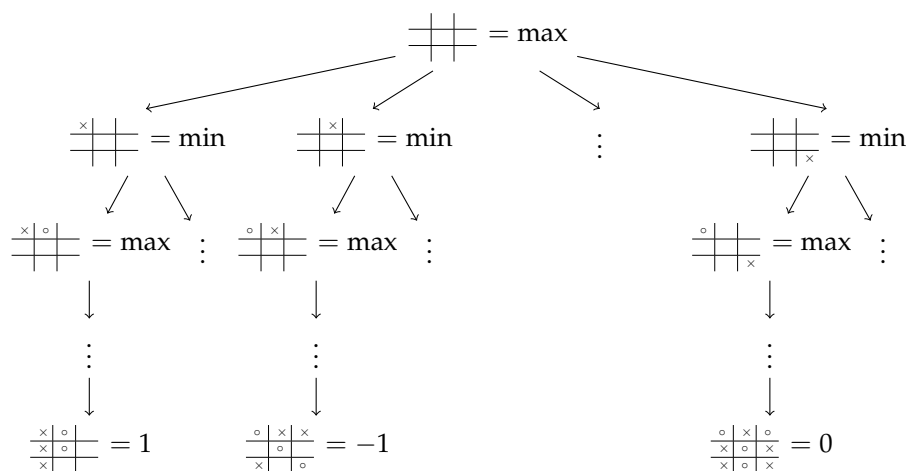 = max
× = min × = min ⋮ × = min
× ∘ = max ⋮ ∘ × = max ⋮ ∘ × = max ⋮
⋮ ⋮ ⋮
× ∘ ∘ × × ∘ × ∘
× ∘ = 1 ∘ = −1 ∘ ∘ × = 0
× × ∘ × ∘ ×